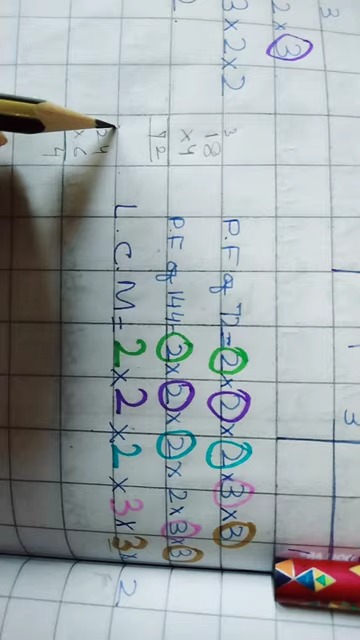 3
2 × 3
3 × 2 × 2
3
18
× 4
72
24
× 6
4
P.F of 72 = 2 × 2 × 2 × 3 × 3
P.F of 144 = 2 × 2 × 2 × 2 × 3 × 3
L.C.M = 2 × 2 × 2 × 3 × 3 × 2